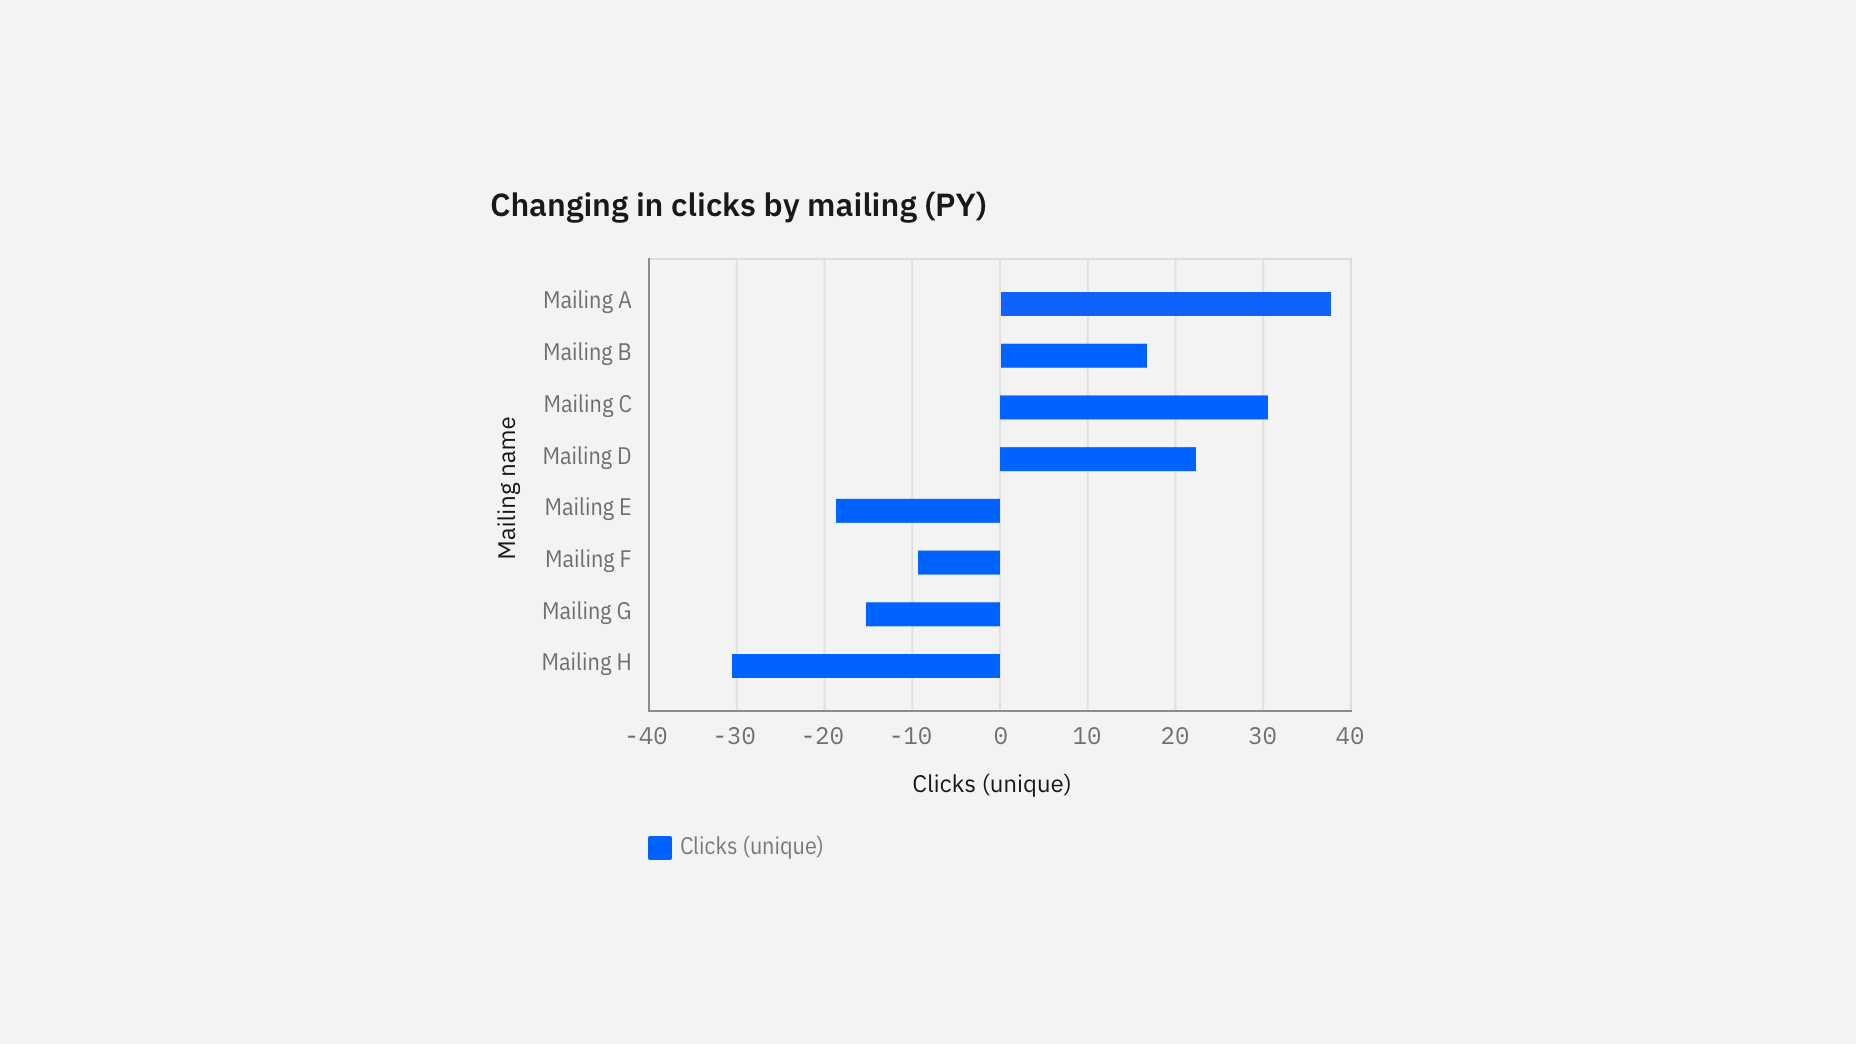 Changing in clicks by mailing (PY)
Mailing name
Mailing A
Mailing B
Mailing C
Mailing D
Mailing E
Mailing F
Mailing G
Mailing H
-40 -30 -20 -10 0 10 20 30 40
Clicks (unique)
Clicks (unique)